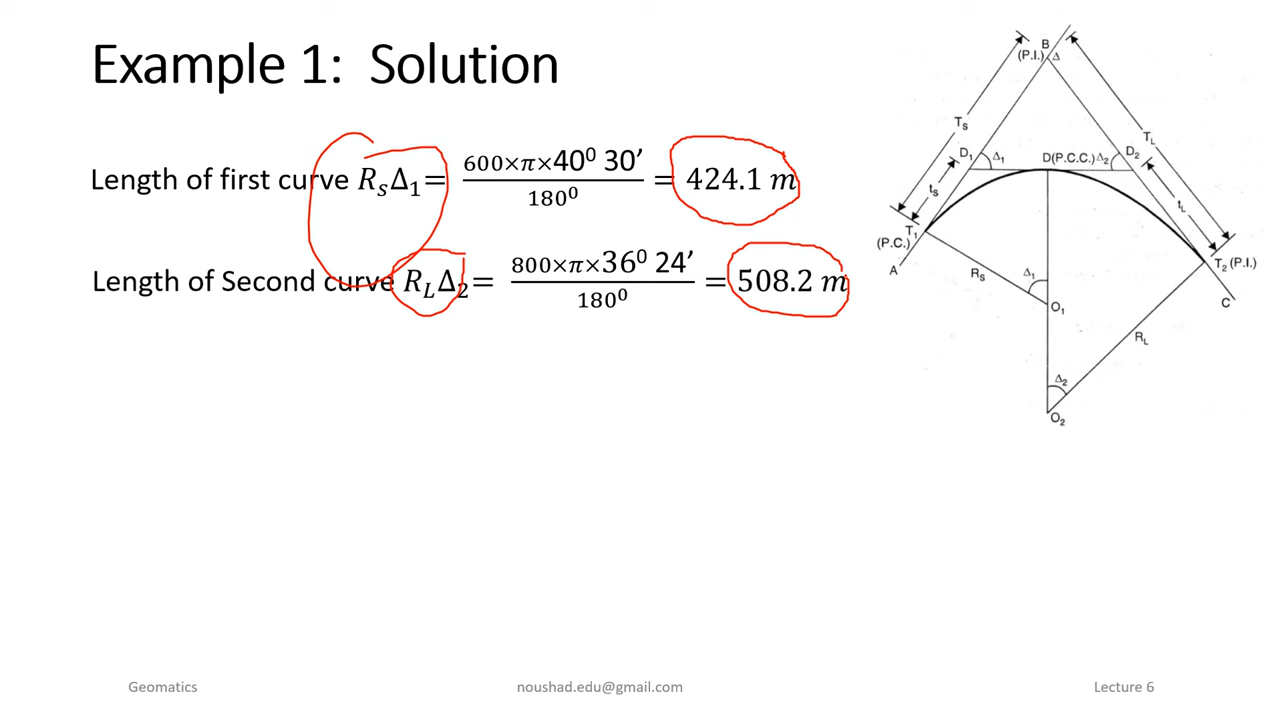 Example 1: Solution
Length of first curve R_sΔ_1 = (600×π×40⁰ 30′)/180⁰ = 424.1 m
Length of Second curve R_LΔ_2 = (800×π×36⁰ 24′)/180⁰ = 508.2 m
B
(P.I.) Δ
T_S
T_L
D_1 Δ_1
D(P.C.C.) Δ_2
D_2
t_S
t_L
T_1
(P.C.)
A
R_S
Δ_1
O_1
T_2 (P.I.)
C
R_L
Δ_2
O_2
Geomatics
noushad.edu@gmail.com
Lecture 6